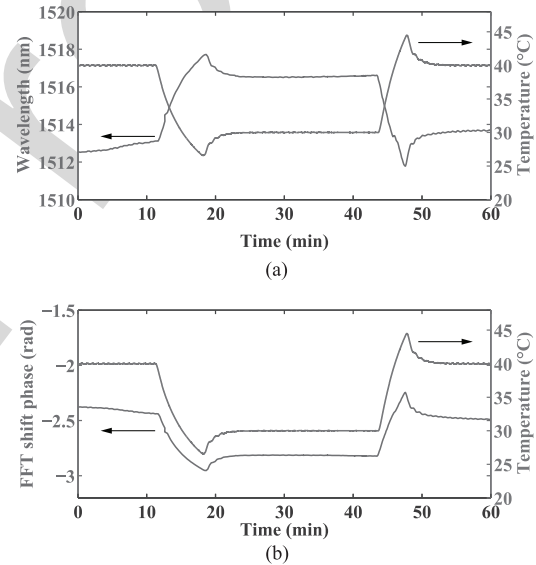 1520
1518
1516
1514
1512
1510
Wavelength (nm)
45
40
35
30
25
20
Temperature (°C)
0 10 20 30 40 50 60
Time (min)
(a)
−1.5
−2
−2.5
−3
FFT shift phase (rad)
45
40
35
30
25
20
Temperature (°C)
0 10 20 30 40 50 60
Time (min)
(b)